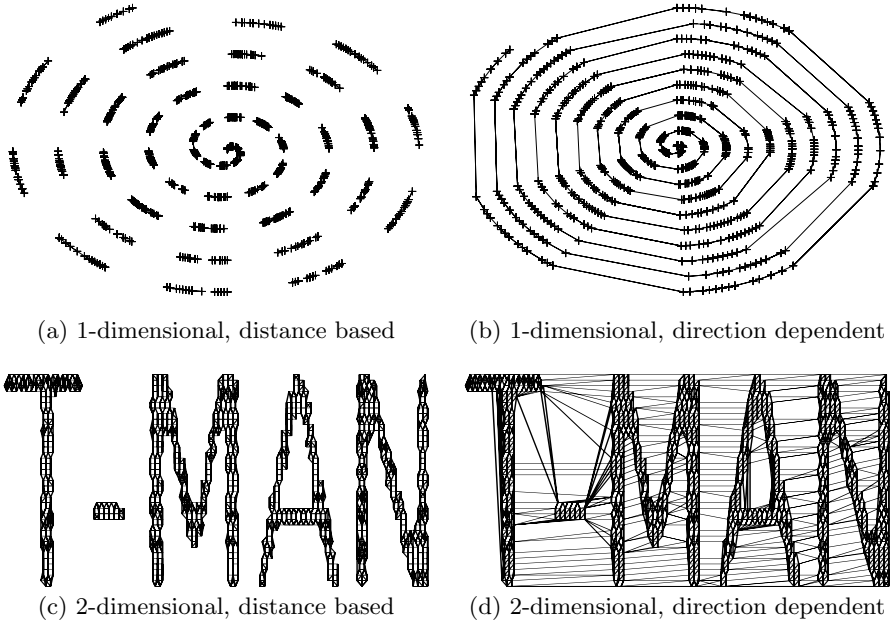 (a) 1-dimensional, distance based
(b) 1-dimensional, direction dependent
T-MAN
T-MAN
(c) 2-dimensional, distance based
(d) 2-dimensional, direction dependent